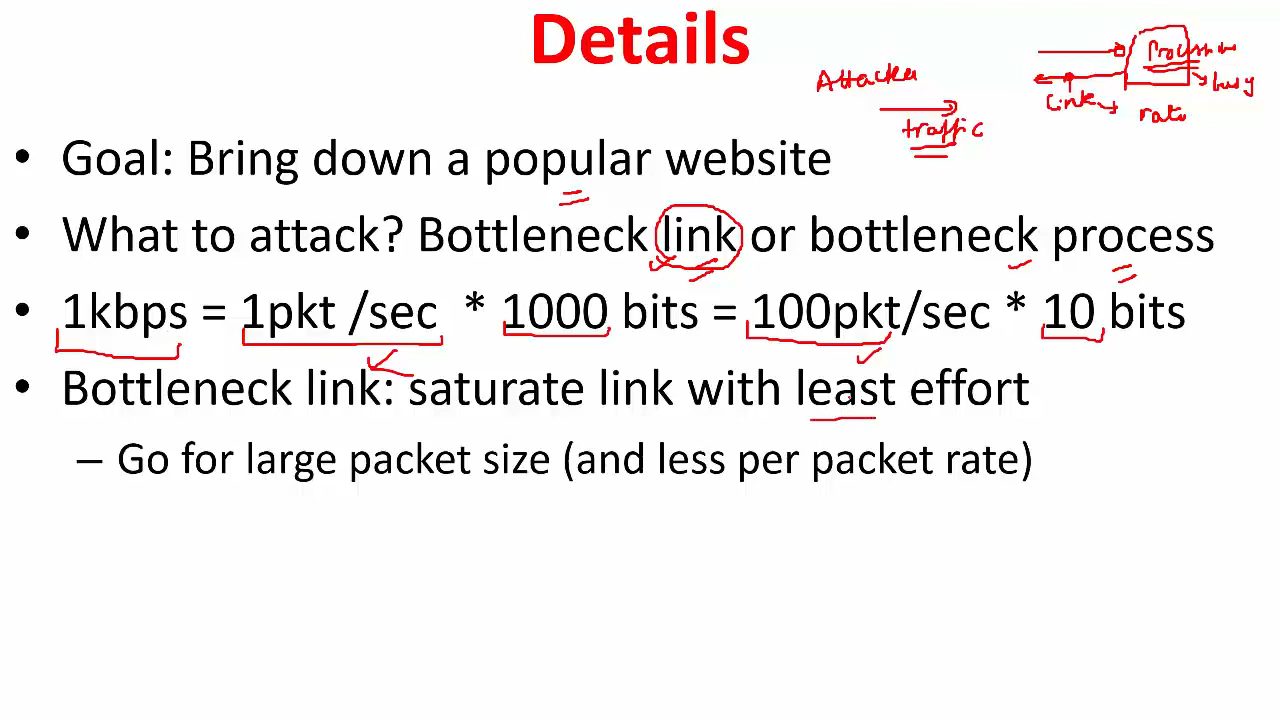 Details
Attacker
traffic
Process
busy
link
rate
• Goal: Bring down a popular website
• What to attack? Bottleneck link or bottleneck process
• 1kbps = 1pkt /sec * 1000 bits = 100pkt/sec * 10 bits
• Bottleneck link: saturate link with least effort
– Go for large packet size (and less per packet rate)